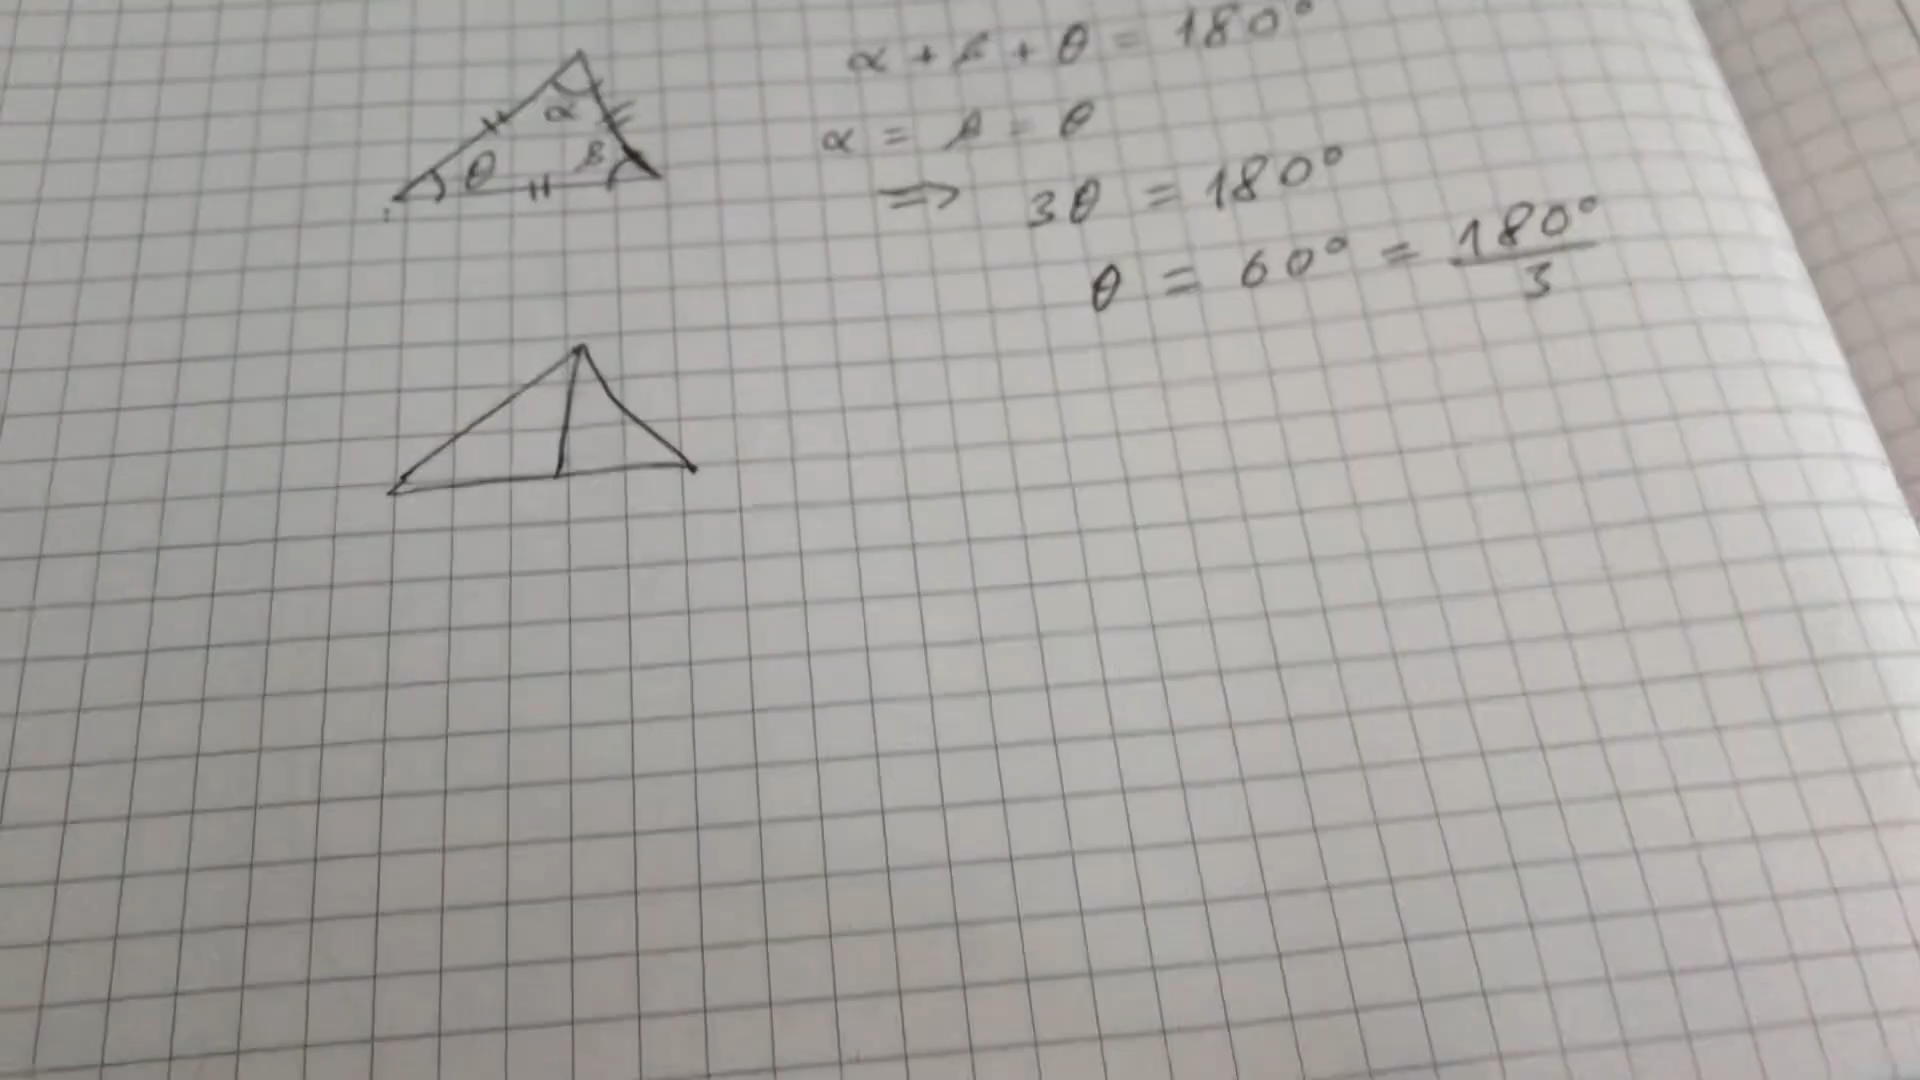 α + β + θ = 180°
α = β = θ
=> 3θ = 180°
θ = 60° = 180°/3
α
θ
β